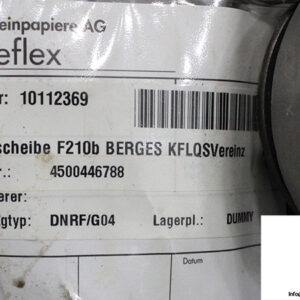 einpapiere AG
eflex
r: 10112369
scheibe F210b BERGES KFLQSVereinz
r.: 4500446788
erer:
gtyp: DNRF/G04 Lagerpl.: DUMMY
Datum